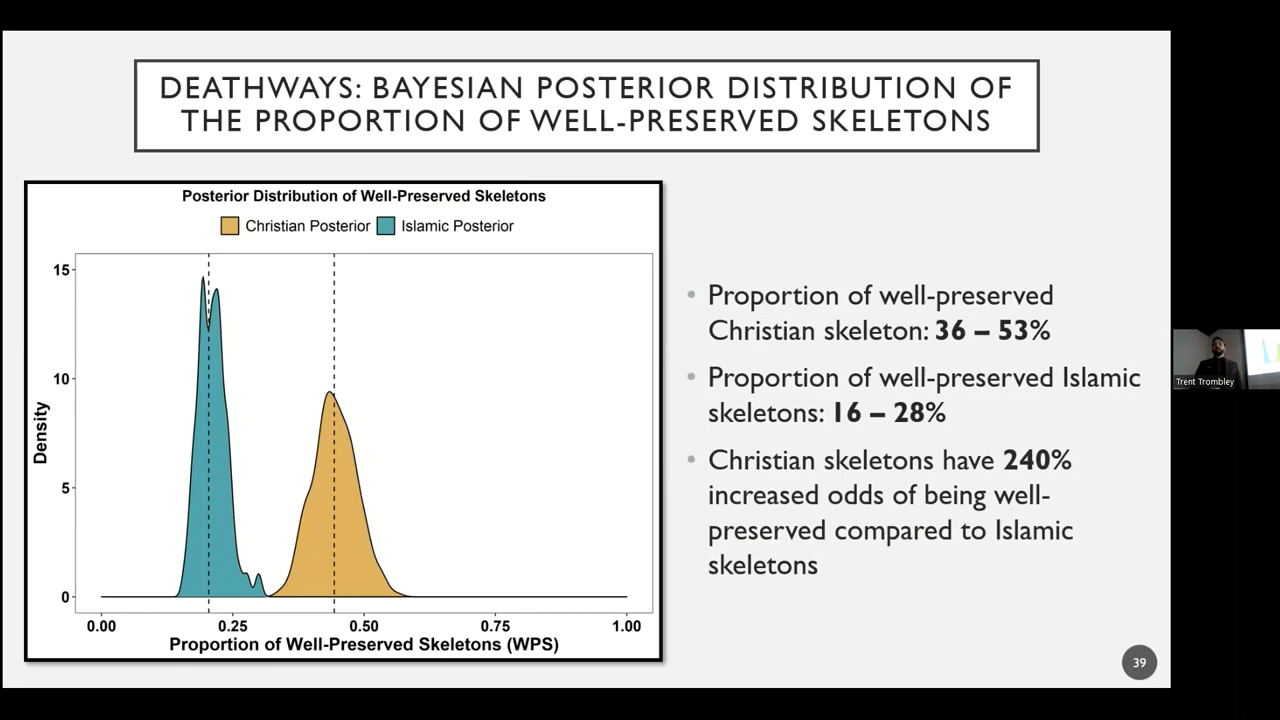 DEATHWAYS: BAYESIAN POSTERIOR DISTRIBUTION OF
THE PROPORTION OF WELL-PRESERVED SKELETONS
Posterior Distribution of Well-Preserved Skeletons
Christian Posterior Islamic Posterior
15
10
5
0
Density
0.00 0.25 0.50 0.75 1.00
Proportion of Well-Preserved Skeletons (WPS)
• Proportion of well-preserved
Christian skeleton: 36 – 53%
• Proportion of well-preserved Islamic
skeletons: 16 – 28%
• Christian skeletons have 240%
increased odds of being well-
preserved compared to Islamic
skeletons
39
Trent Trombley